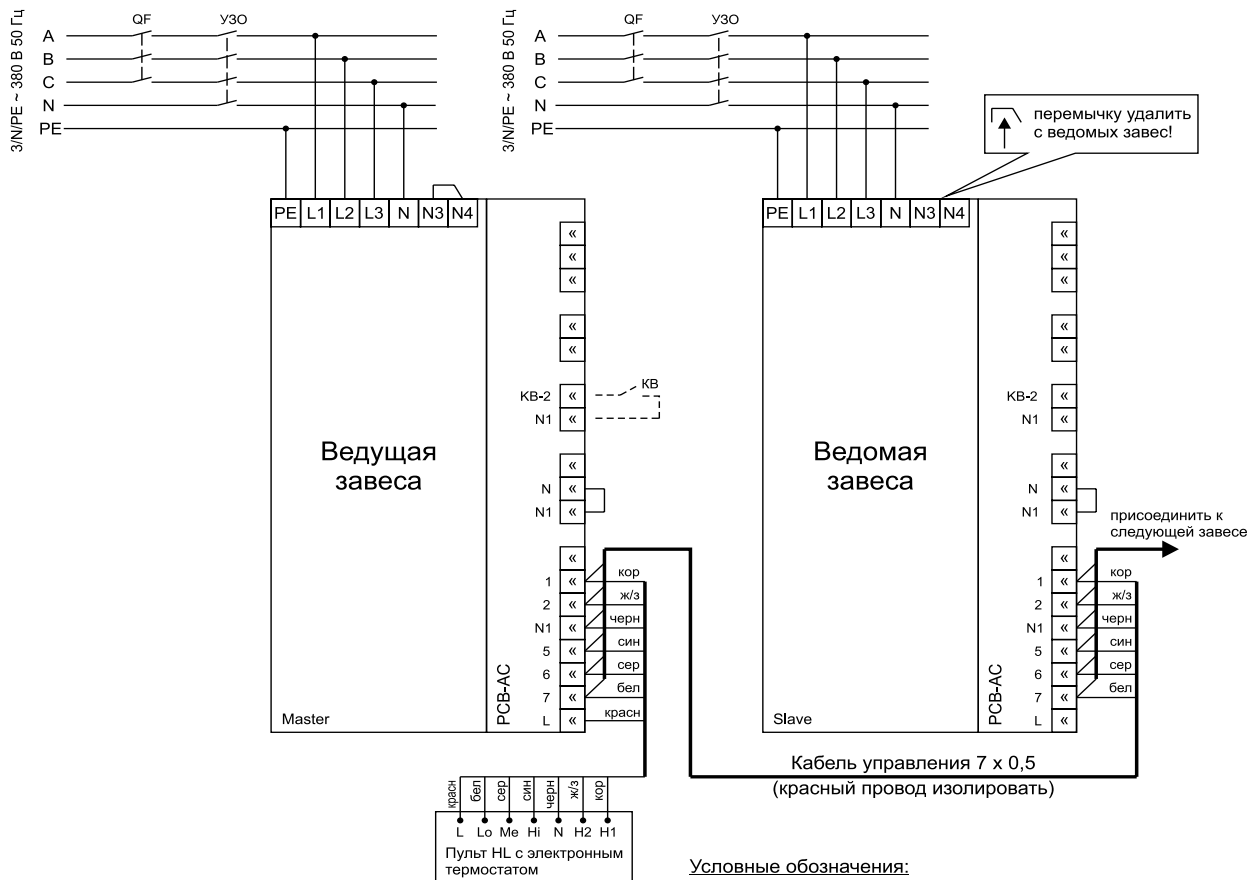 3/N/PE ~ 380 В 50 Гц
QF УЗО
A
B
C
N
PE
3/N/PE ~ 380 В 50 Гц
QF УЗО
A
B
C
N
PE
перемычку удалить
с ведомых завес!
PE L1 L2 L3 N N3 N4
«
«
«
«
«
KB-2 « КВ
N1 «
Ведущая
завеса
«
N «
N1 «
«
1 « кор
2 « ж/з
N1 « черн
5 « син
6 « сер
7 « бел
L « красн
PCB-AC
Master
PE L1 L2 L3 N N3 N4
«
«
«
«
«
KB-2 «
N1 «
Ведомая
завеса
«
N «
N1 «
присоединить к
следующей завесе
«
1 « кор
2 « ж/з
N1 « черн
5 « син
6 « сер
7 « бел
L «
PCB-AC
Slave
Кабель управления 7 x 0,5
(красный провод изолировать)
красн бел сер син черн ж/з кор
L Lo Me Hi N H2 H1
Пульт HL с электронным
термостатом
Условные обозначения: